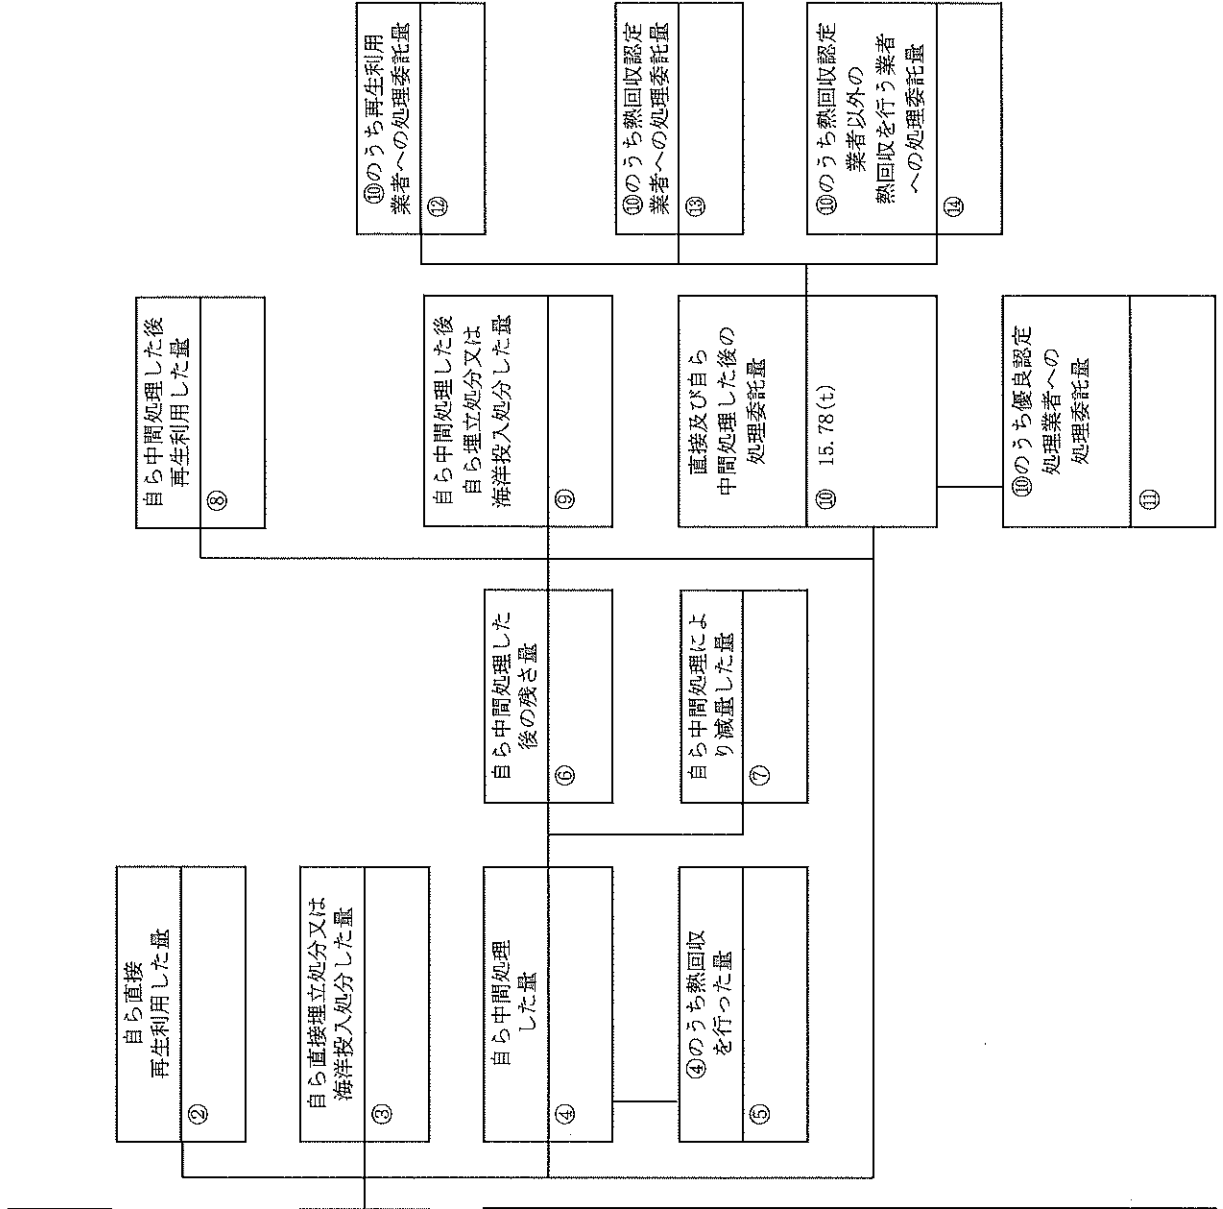 自ら直接
再生利用した量
②
自ら直接埋立処分又は
海洋投入処分した量
③
自ら中間処理
した量
④
④のうち熱回収
を行った量
⑤
自ら中間処理した
後の残さ量
⑥
自ら中間処理によ
り減量した量
⑦
自ら中間処理した後
再生利用した量
⑧
自ら中間処理した後
自ら埋立処分又は
海洋投入処分した量
⑨
直接及び自ら
中間処理した後の
処理委託量
⑩ 15.78(t)
⑩のうち優良認定
処理業者への
処理委託量
⑪
⑩のうち再生利用
業者への処理委託量
⑫
⑩のうち熱回収認定
業者への処理委託量
⑬
⑩のうち熱回収認定
業者以外の
熱回収を行う業者
への処理委託量
⑭